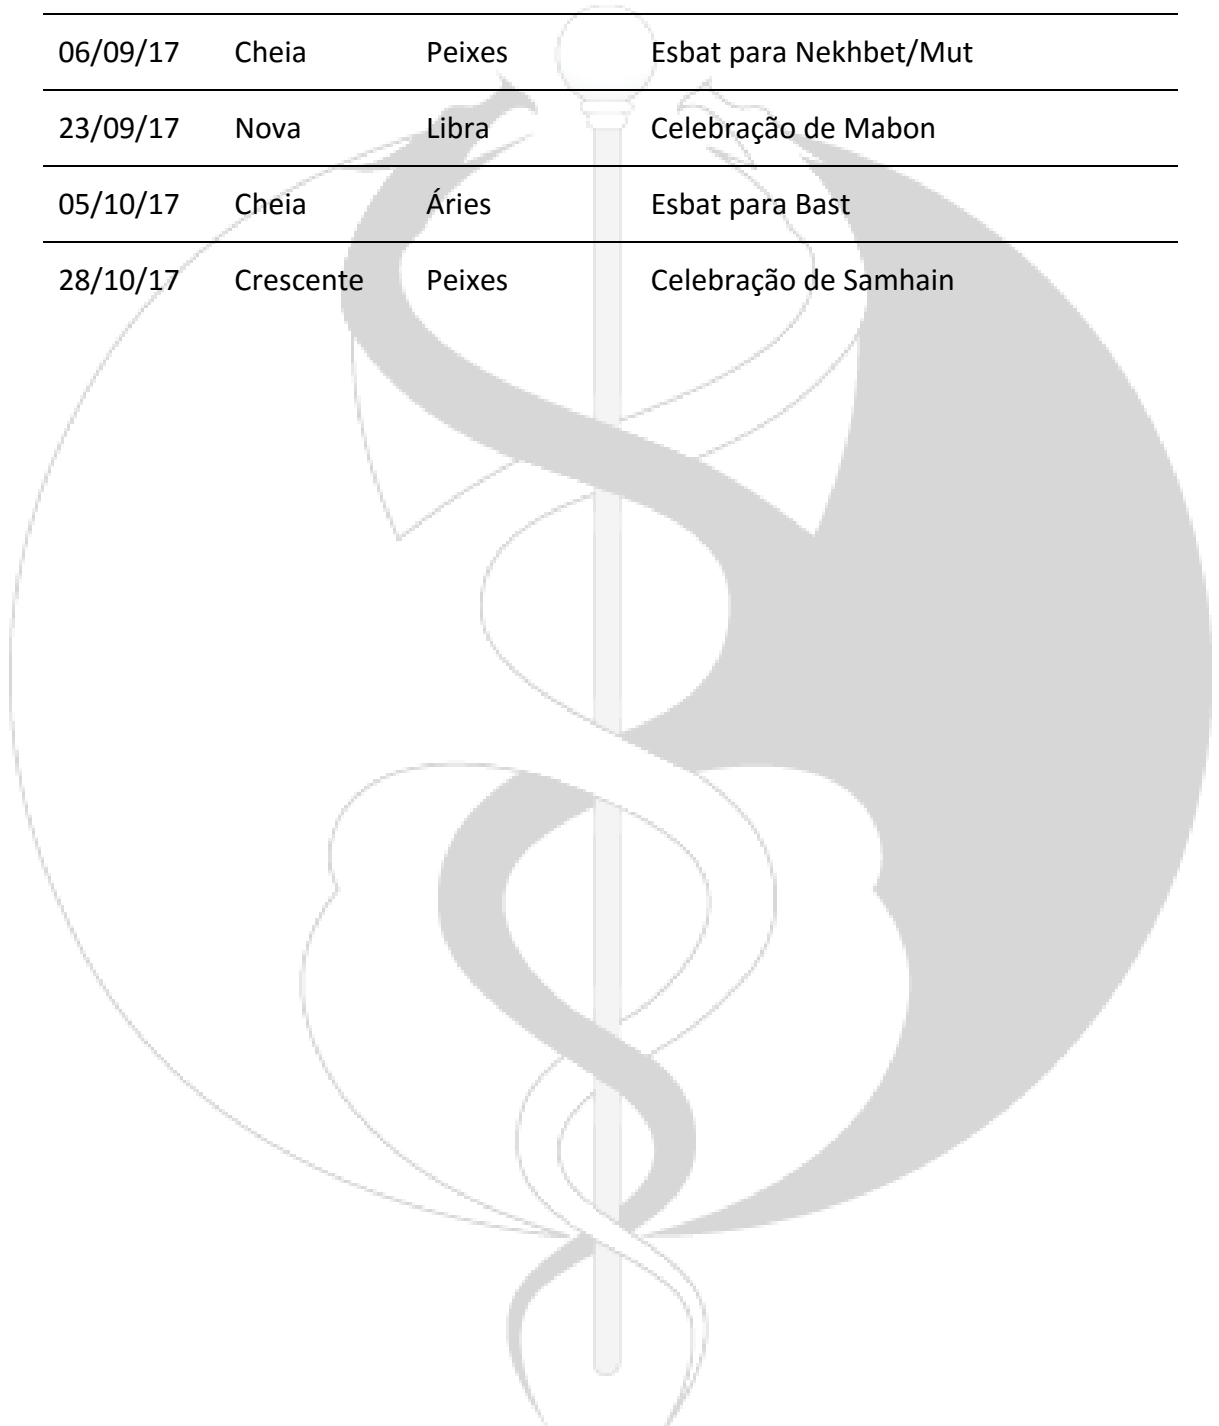 06/09/17 Cheia Peixes Esbat para Nekhbet/Mut
23/09/17 Nova Libra Celebração de Mabon
05/10/17 Cheia Áries Esbat para Bast
28/10/17 Crescente Peixes Celebração de Samhain